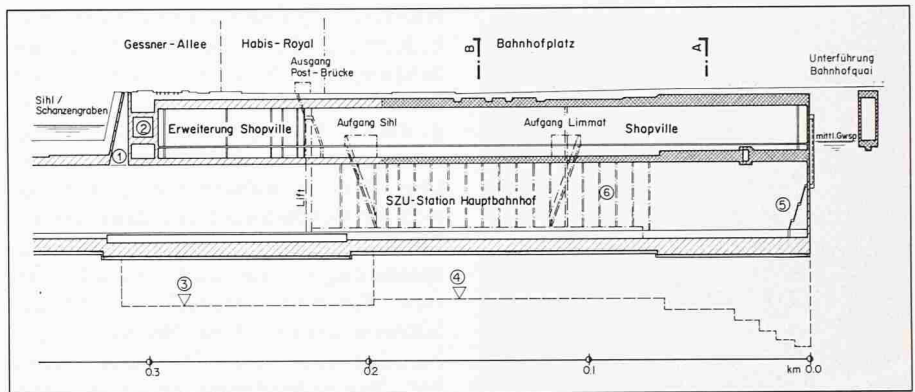 Gessner-Allee
Habis-Royal
B
Bahnhofplatz
A
Ausgang
Post-Brücke
Unterführung
Bahnhofquai
Sihl/
Schanzengraben
②
Erweiterung Shopville
Aufgang Sihl
Aufgang Limmat
Shopville
mittl.Gwsp.
①
Lift
SZU-Station Hauptbahnhof
⑥
⑤
③
④
0.3
0.2
0.1
km 0.0